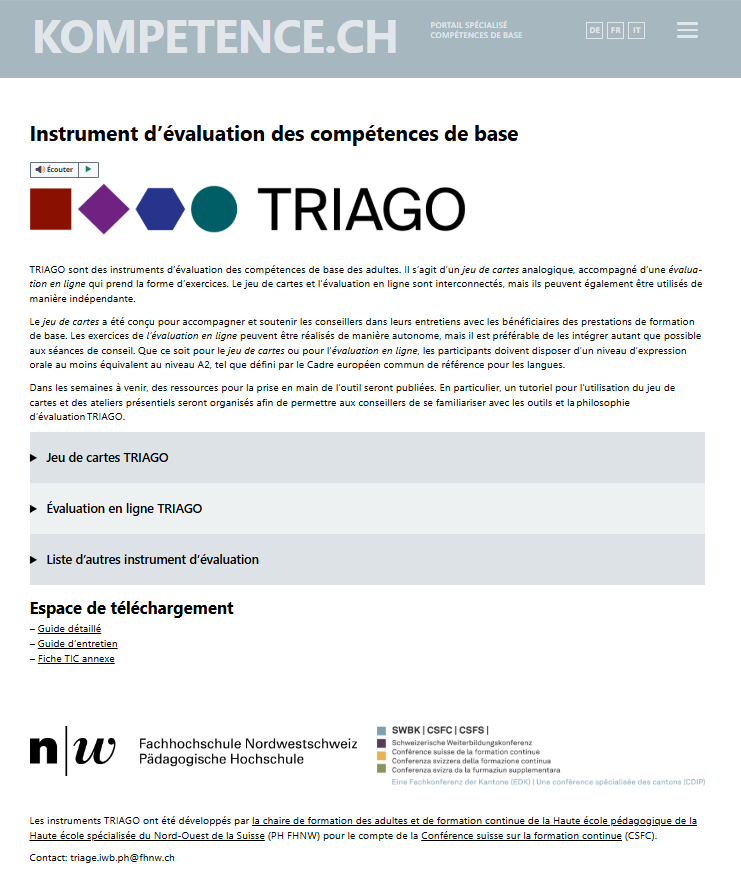 KOMPETENCE.CH
PORTAIL SPÉCIALISÉ
COMPÉTENCES DE BASE
DE FR IT
Instrument d’évaluation des compétences de base
Écouter
TRIAGO
TRIAGO sont des instruments d’évaluation des compétences de base des adultes. Il s’agit d’un jeu de cartes analogique, accompagné d’une évalua-
tion en ligne qui prend la forme d’exercices. Le jeu de cartes et l’évaluation en ligne sont interconnectés, mais ils peuvent également être utilisés de
manière indépendante.
Le jeu de cartes a été conçu pour accompagner et soutenir les conseillers dans leurs entretiens avec les bénéficiaires des prestations de formation
de base. Les exercices de l’évaluation en ligne peuvent être réalisés de manière autonome, mais il est préférable de les intégrer autant que possible
aux séances de conseil. Que ce soit pour le jeu de cartes ou pour l’évaluation en ligne, les participants doivent disposer d’un niveau d’expression
orale au moins équivalent au niveau A2, tel que défini par le Cadre européen commun de référence pour les langues.
Dans les semaines à venir, des ressources pour la prise en main de l’outil seront publiées. En particulier, un tutoriel pour l’utilisation du jeu de
cartes et des ateliers présentiels seront organisés afin de permettre aux conseillers de se familiariser avec les outils et la philosophie
d’évaluation TRIAGO.
Jeu de cartes TRIAGO
Évaluation en ligne TRIAGO
Liste d’autres instrument d’évaluation
Espace de téléchargement
– Guide détaillé
– Guide d’entretien
– Fiche TIC annexe
n|w Fachhochschule Nordwestschweiz
Pädagogische Hochschule
SWBK | CSFC | CSFS |
Schweizerische Weiterbildungskonferenz
Conférence suisse de la formation continue
Conferenza svizzera della formazione continua
Conferenza svizra da la furmaziun supplementara
Eine Fachkonferenz der Kantone (EDK) | Une conférence spécialisée des cantons (CDIP)
Les instruments TRIAGO ont été développés par la chaire de formation des adultes et de formation continue de la Haute école pédagogique de la
Haute école spécialisée du Nord-Ouest de la Suisse (PH FHNW) pour le compte de la Conférence suisse sur la formation continue (CSFC).
Contact: triage.iwb.ph@fhnw.ch